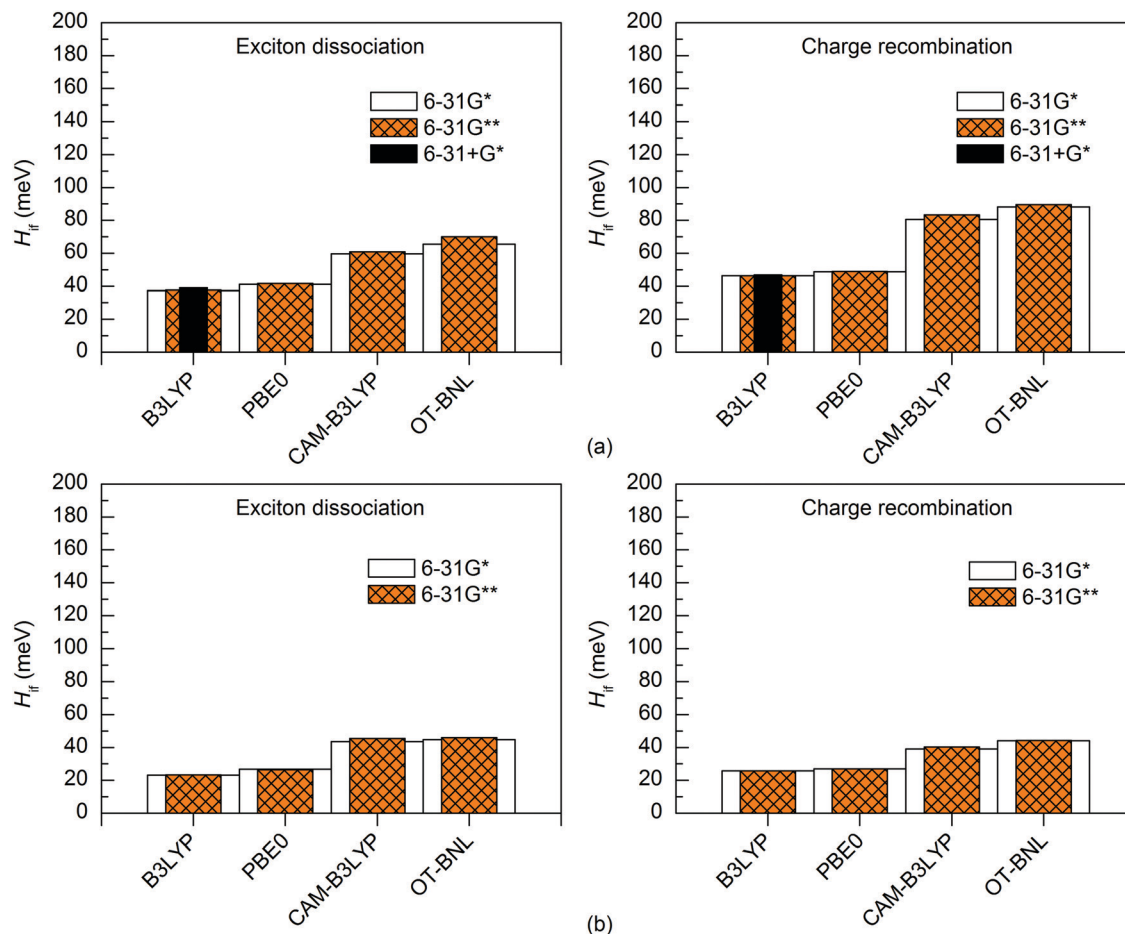 Exciton dissociation
200
180
160
140
120
100
80
60
40
20
0
H_if (meV)
6-31G*
6-31G**
6-31+G*
B3LYP
PBE0
CAM-B3LYP
OT-BNL
Charge recombination
200
180
160
140
120
100
80
60
40
20
0
H_if (meV)
6-31G*
6-31G**
6-31+G*
B3LYP
PBE0
CAM-B3LYP
OT-BNL
(a)
Exciton dissociation
200
180
160
140
120
100
80
60
40
20
0
H_if (meV)
6-31G*
6-31G**
B3LYP
PBE0
CAM-B3LYP
OT-BNL
Charge recombination
200
180
160
140
120
100
80
60
40
20
0
H_if (meV)
6-31G*
6-31G**
B3LYP
PBE0
CAM-B3LYP
OT-BNL
(b)